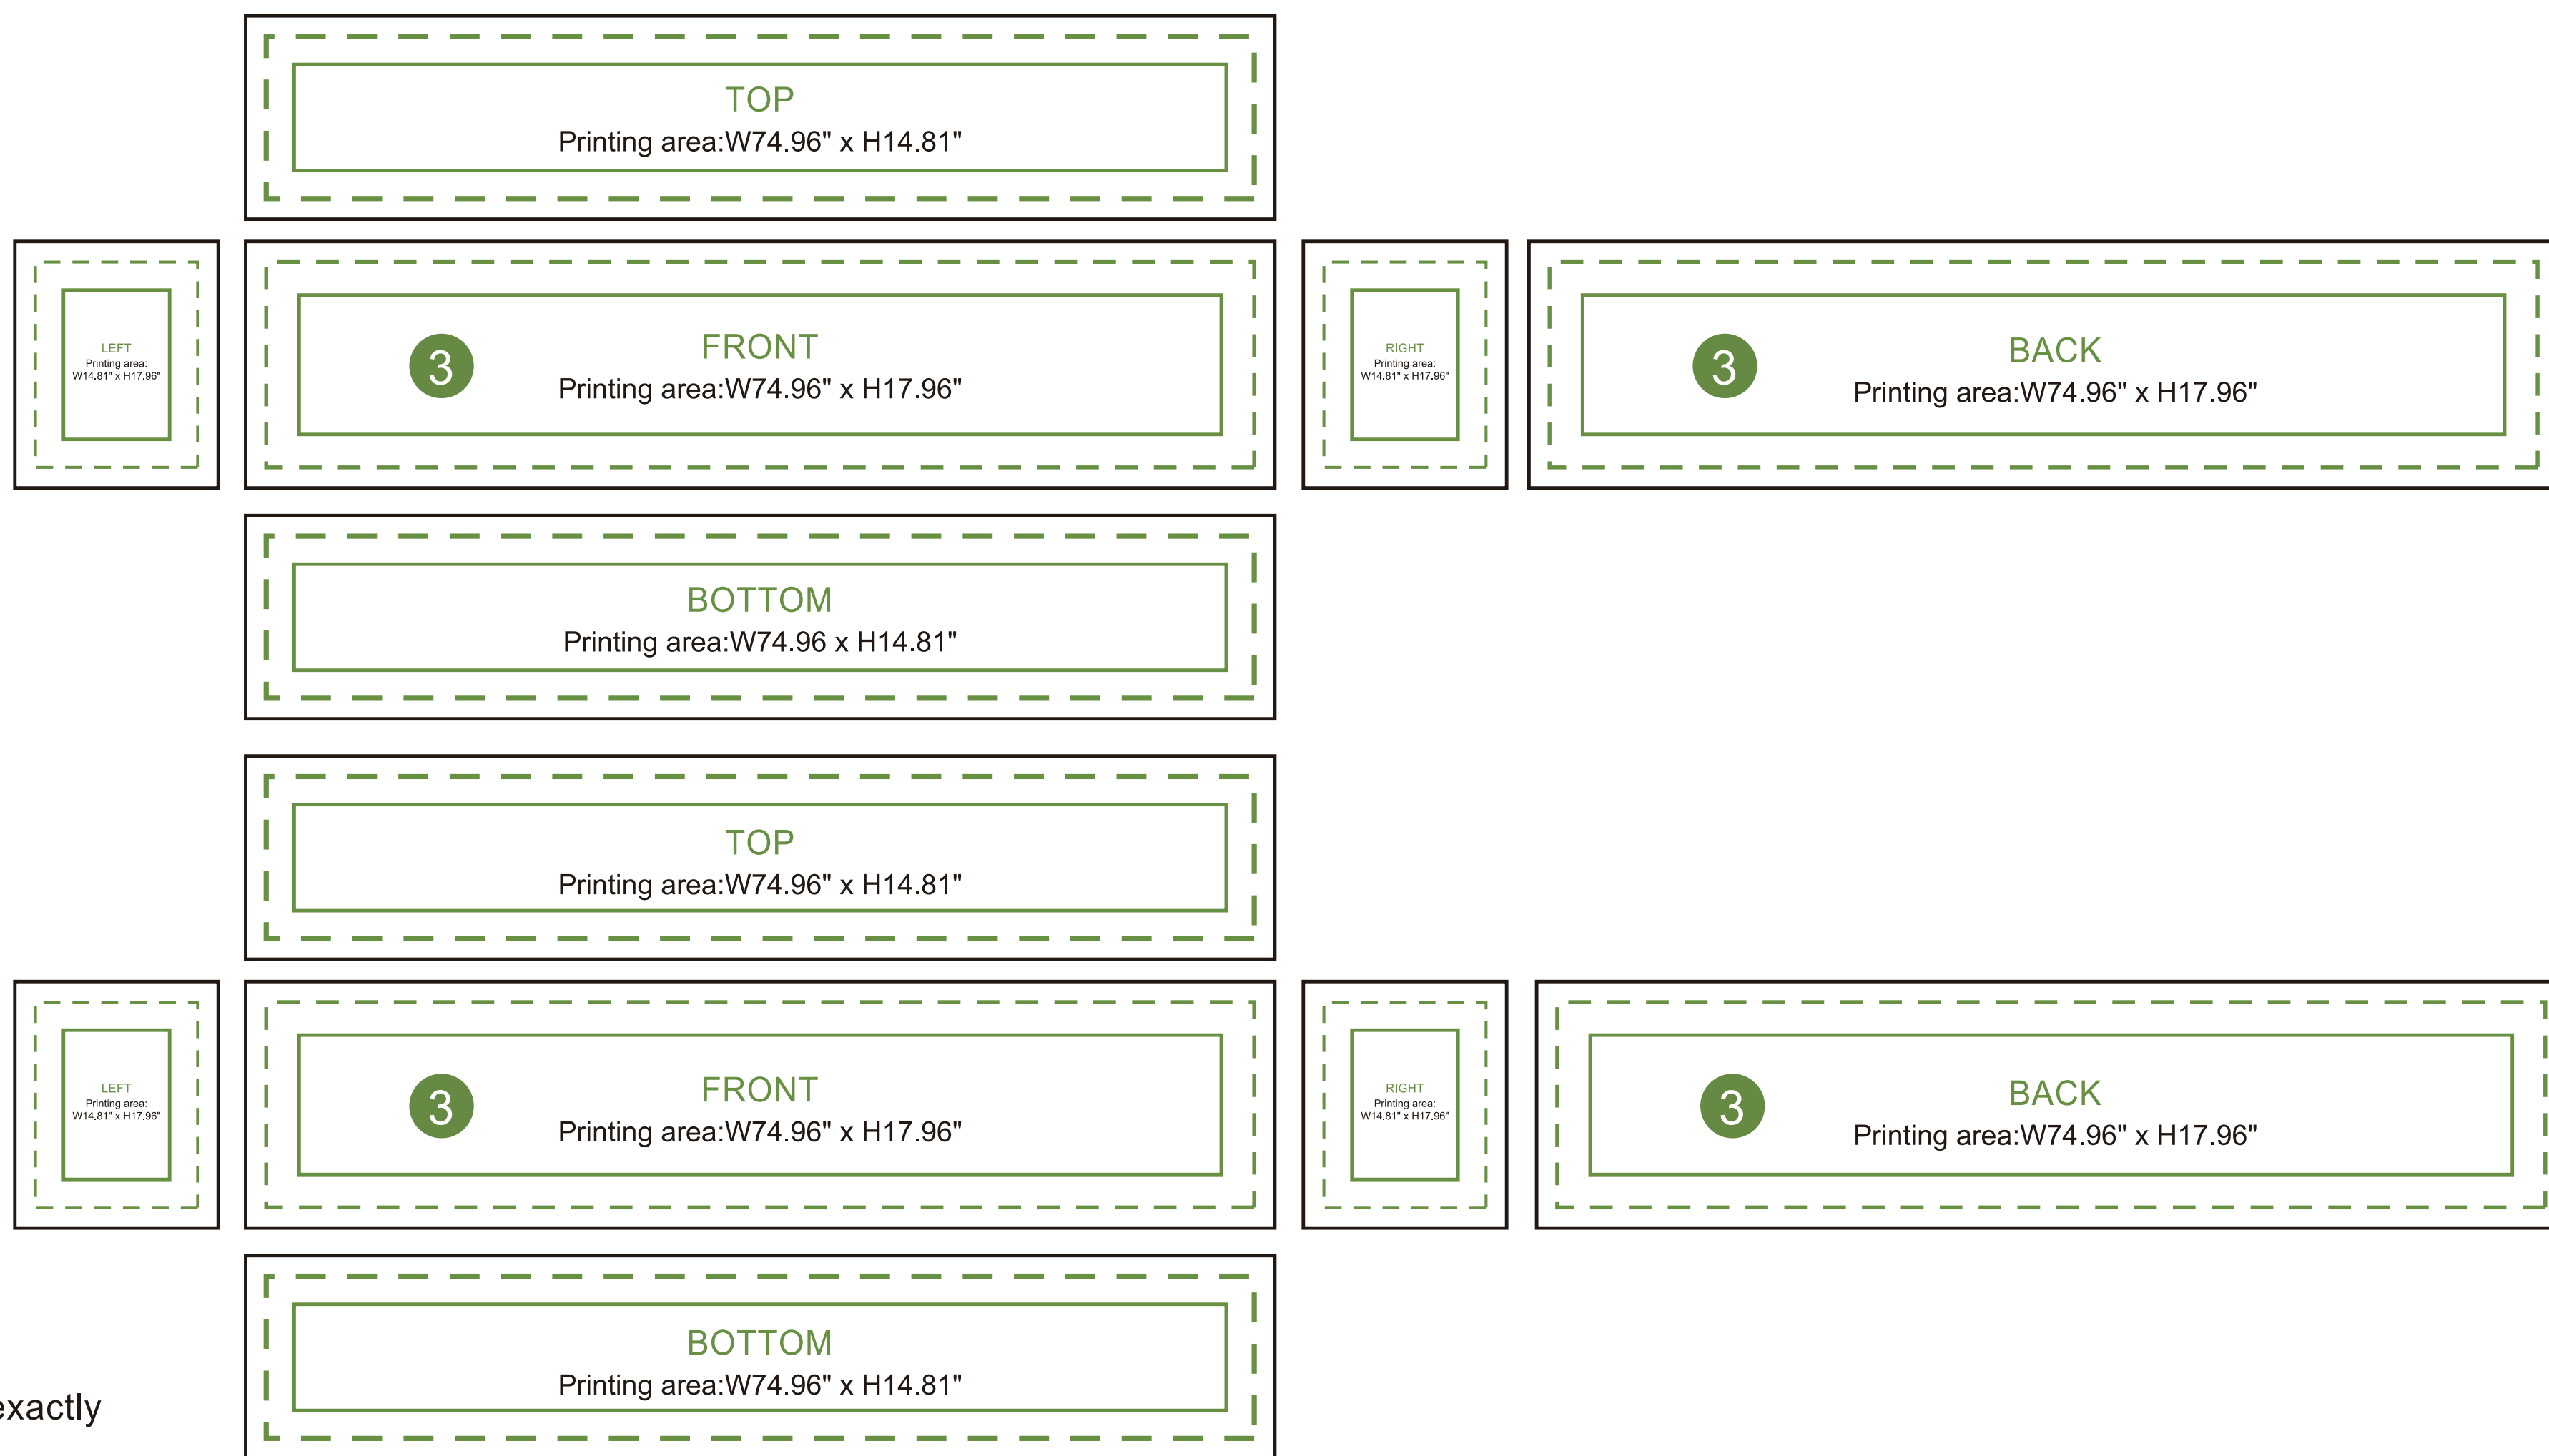 TOP
Printing area:W74.96" x H14.81"
LEFT
Printing area:
W14.81" x H17.96"
3
FRONT
Printing area:W74.96" x H17.96"
RIGHT
Printing area:
W14.81" x H17.96"
3
BACK
Printing area:W74.96" x H17.96"
BOTTOM
Printing area:W74.96 x H14.81"
TOP
Printing area:W74.96" x H14.81"
LEFT
Printing area:
W14.81" x H17.96"
3
FRONT
Printing area:W74.96" x H17.96"
RIGHT
Printing area:
W14.81" x H17.96"
3
BACK
Printing area:W74.96" x H17.96"
BOTTOM
Printing area:W74.96" x H14.81"
exactly